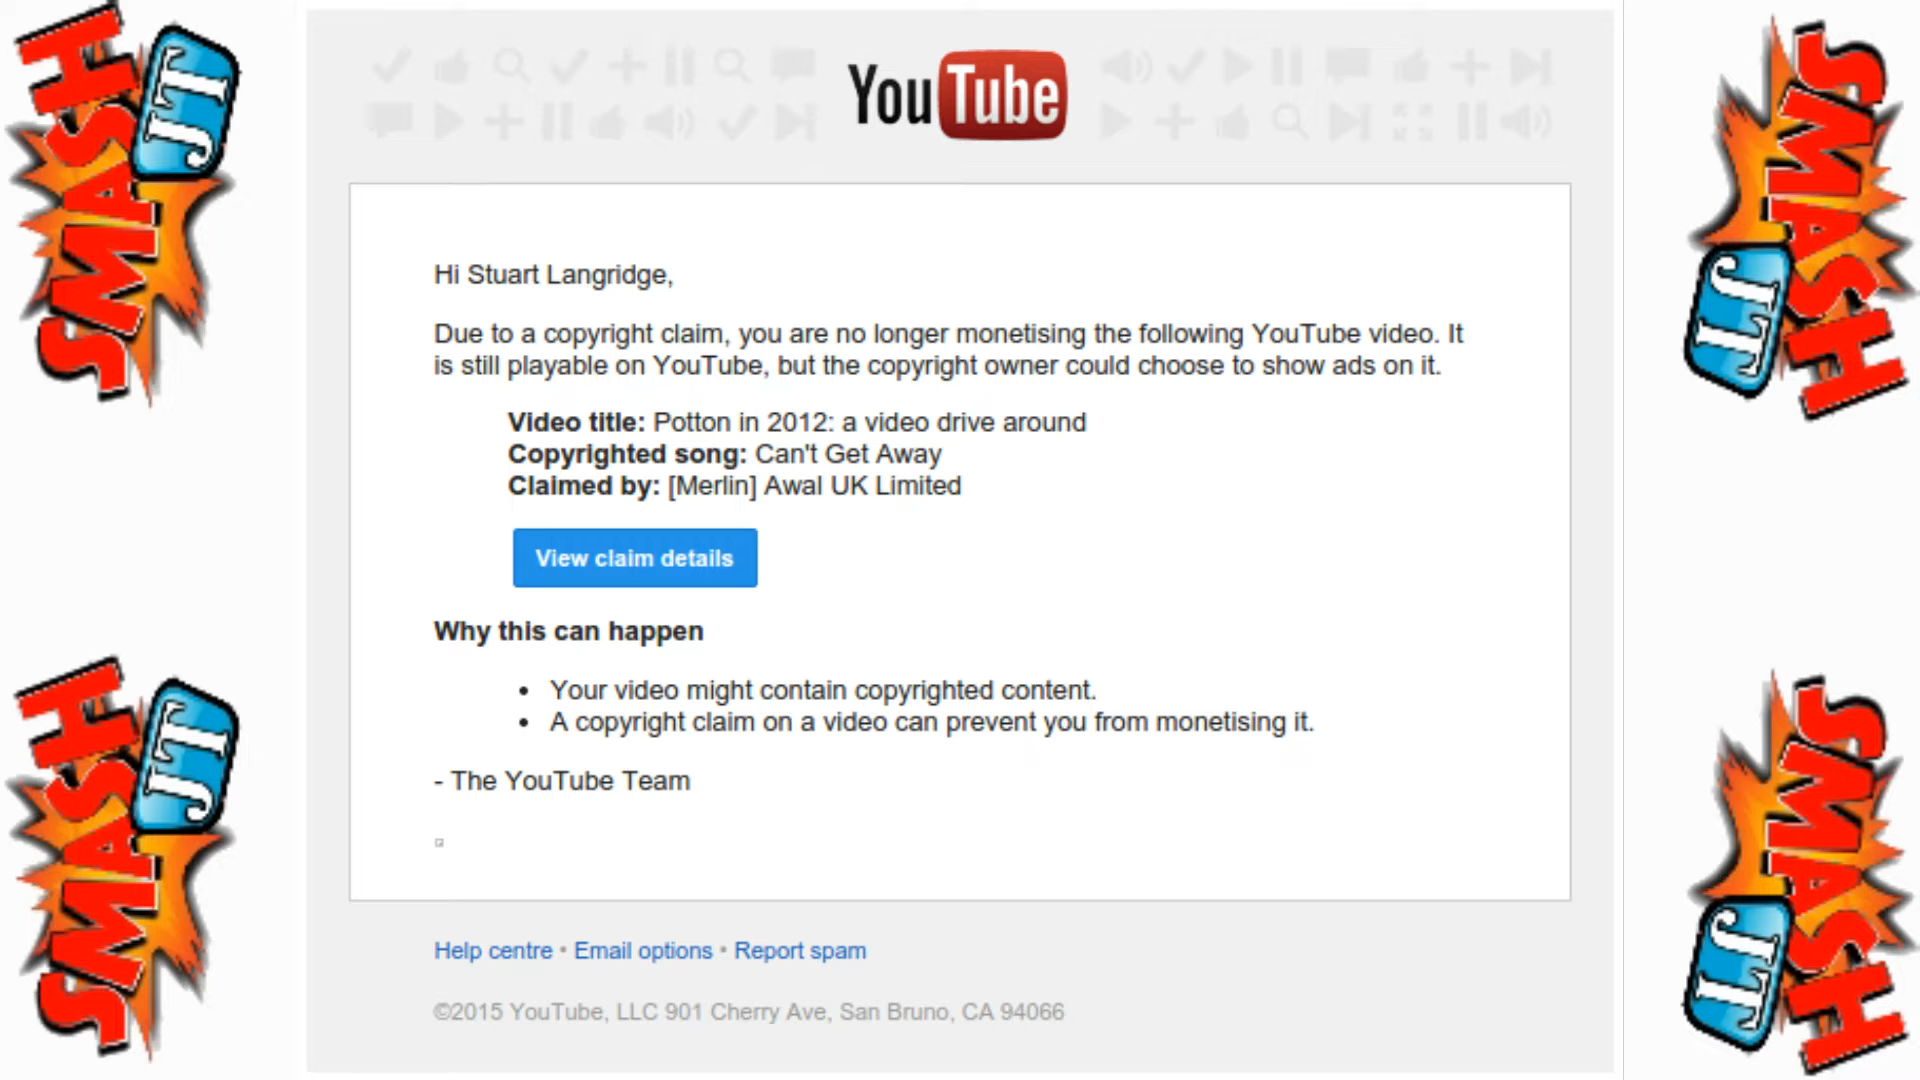 SMASH JT
SMASH JT
SMASH JT
SMASH JT
YouTube
Hi Stuart Langridge,
Due to a copyright claim, you are no longer monetising the following YouTube video. It
is still playable on YouTube, but the copyright owner could choose to show ads on it.
Video title: Potton in 2012: a video drive around
Copyrighted song: Can't Get Away
Claimed by: [Merlin] Awal UK Limited
View claim details
Why this can happen
• Your video might contain copyrighted content.
• A copyright claim on a video can prevent you from monetising it.
- The YouTube Team
Help centre • Email options • Report spam
©2015 YouTube, LLC 901 Cherry Ave, San Bruno, CA 94066